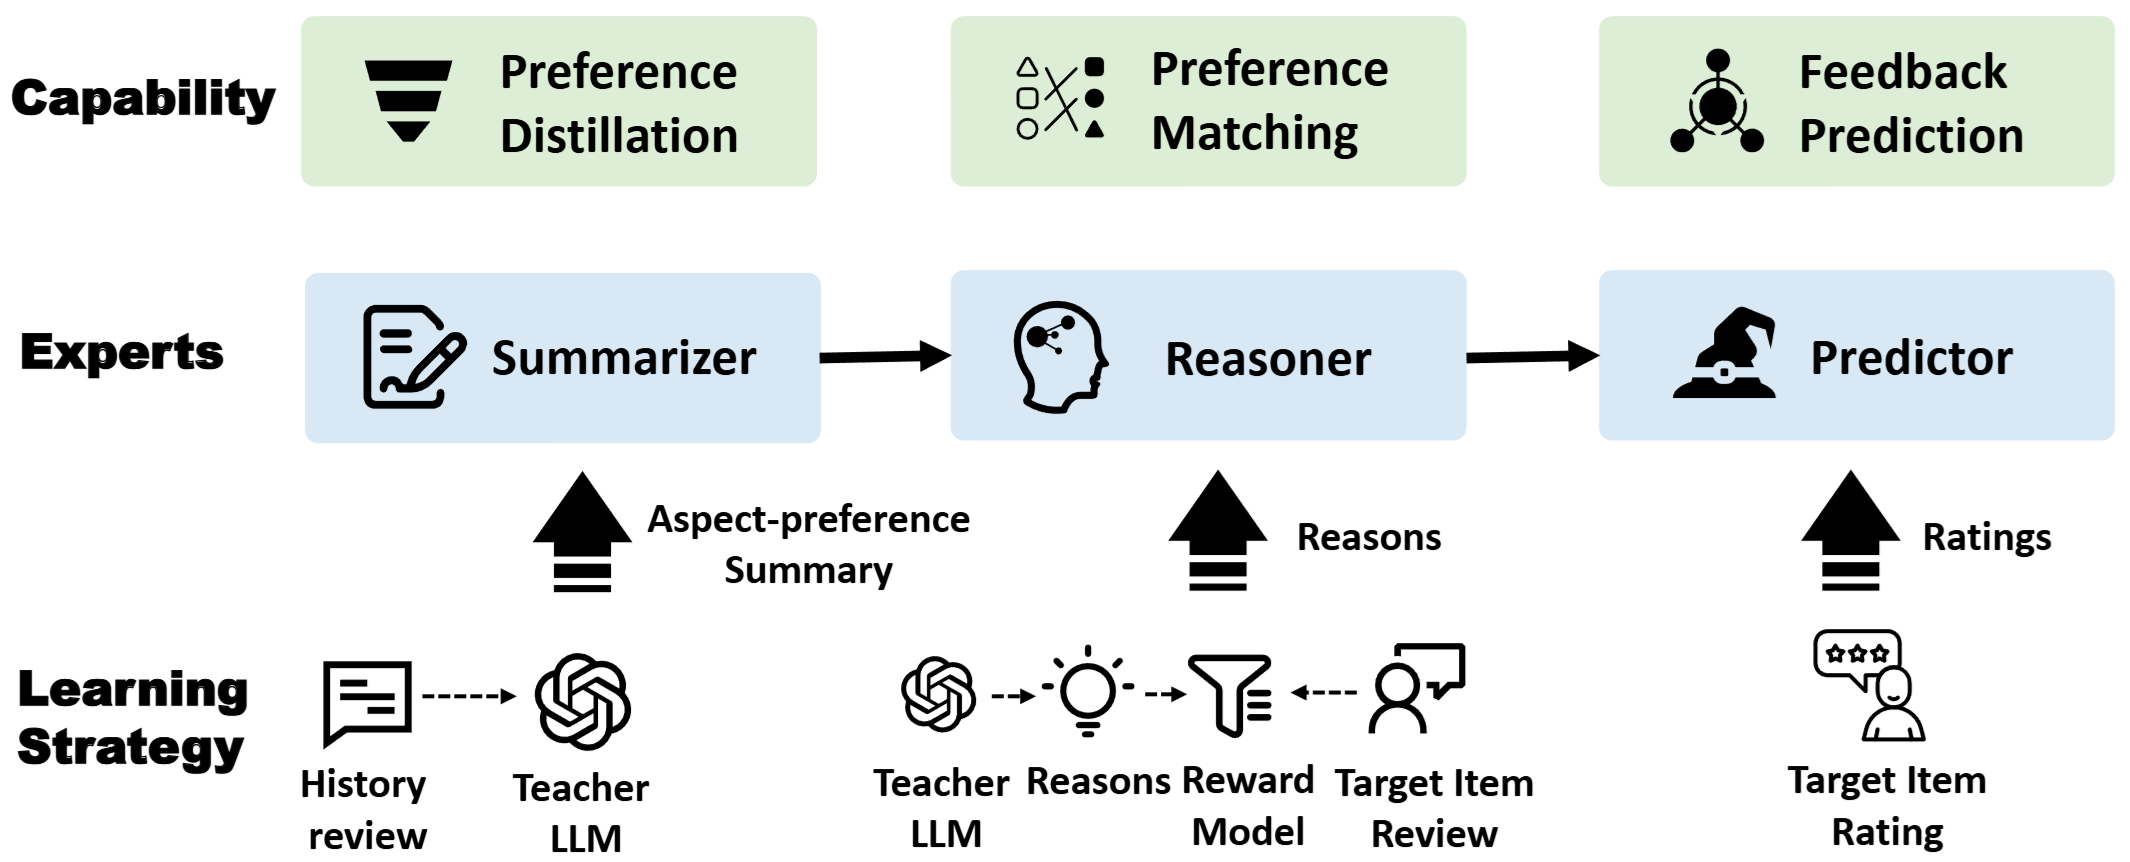 Capability
Preference
Distillation
Preference
Matching
Feedback
Prediction
Experts
Summarizer
Reasoner
Predictor
Aspect-preference
Summary
Reasons
Ratings
Learning
Strategy
History
review
Teacher
LLM
Teacher
LLM
Reasons
Reward
Model
Target Item
Review
Target Item
Rating